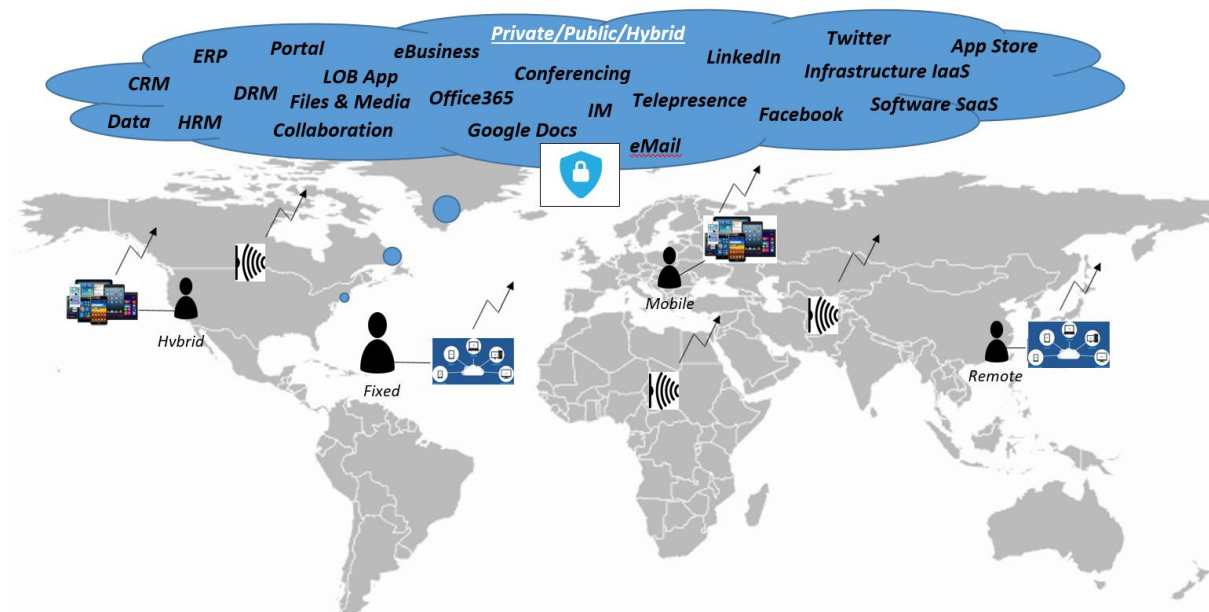 Private/Public/Hybrid
ERP
Portal
eBusiness
LinkedIn
Twitter
App Store
CRM
DRM
LOB App
Files & Media
Office365
Conferencing
IM
Telepresence
Infrastructure IaaS
Facebook
Software SaaS
Data
HRM
Collaboration
Google Docs
eMail
Hvbrid
Fixed
Mobile
Remote